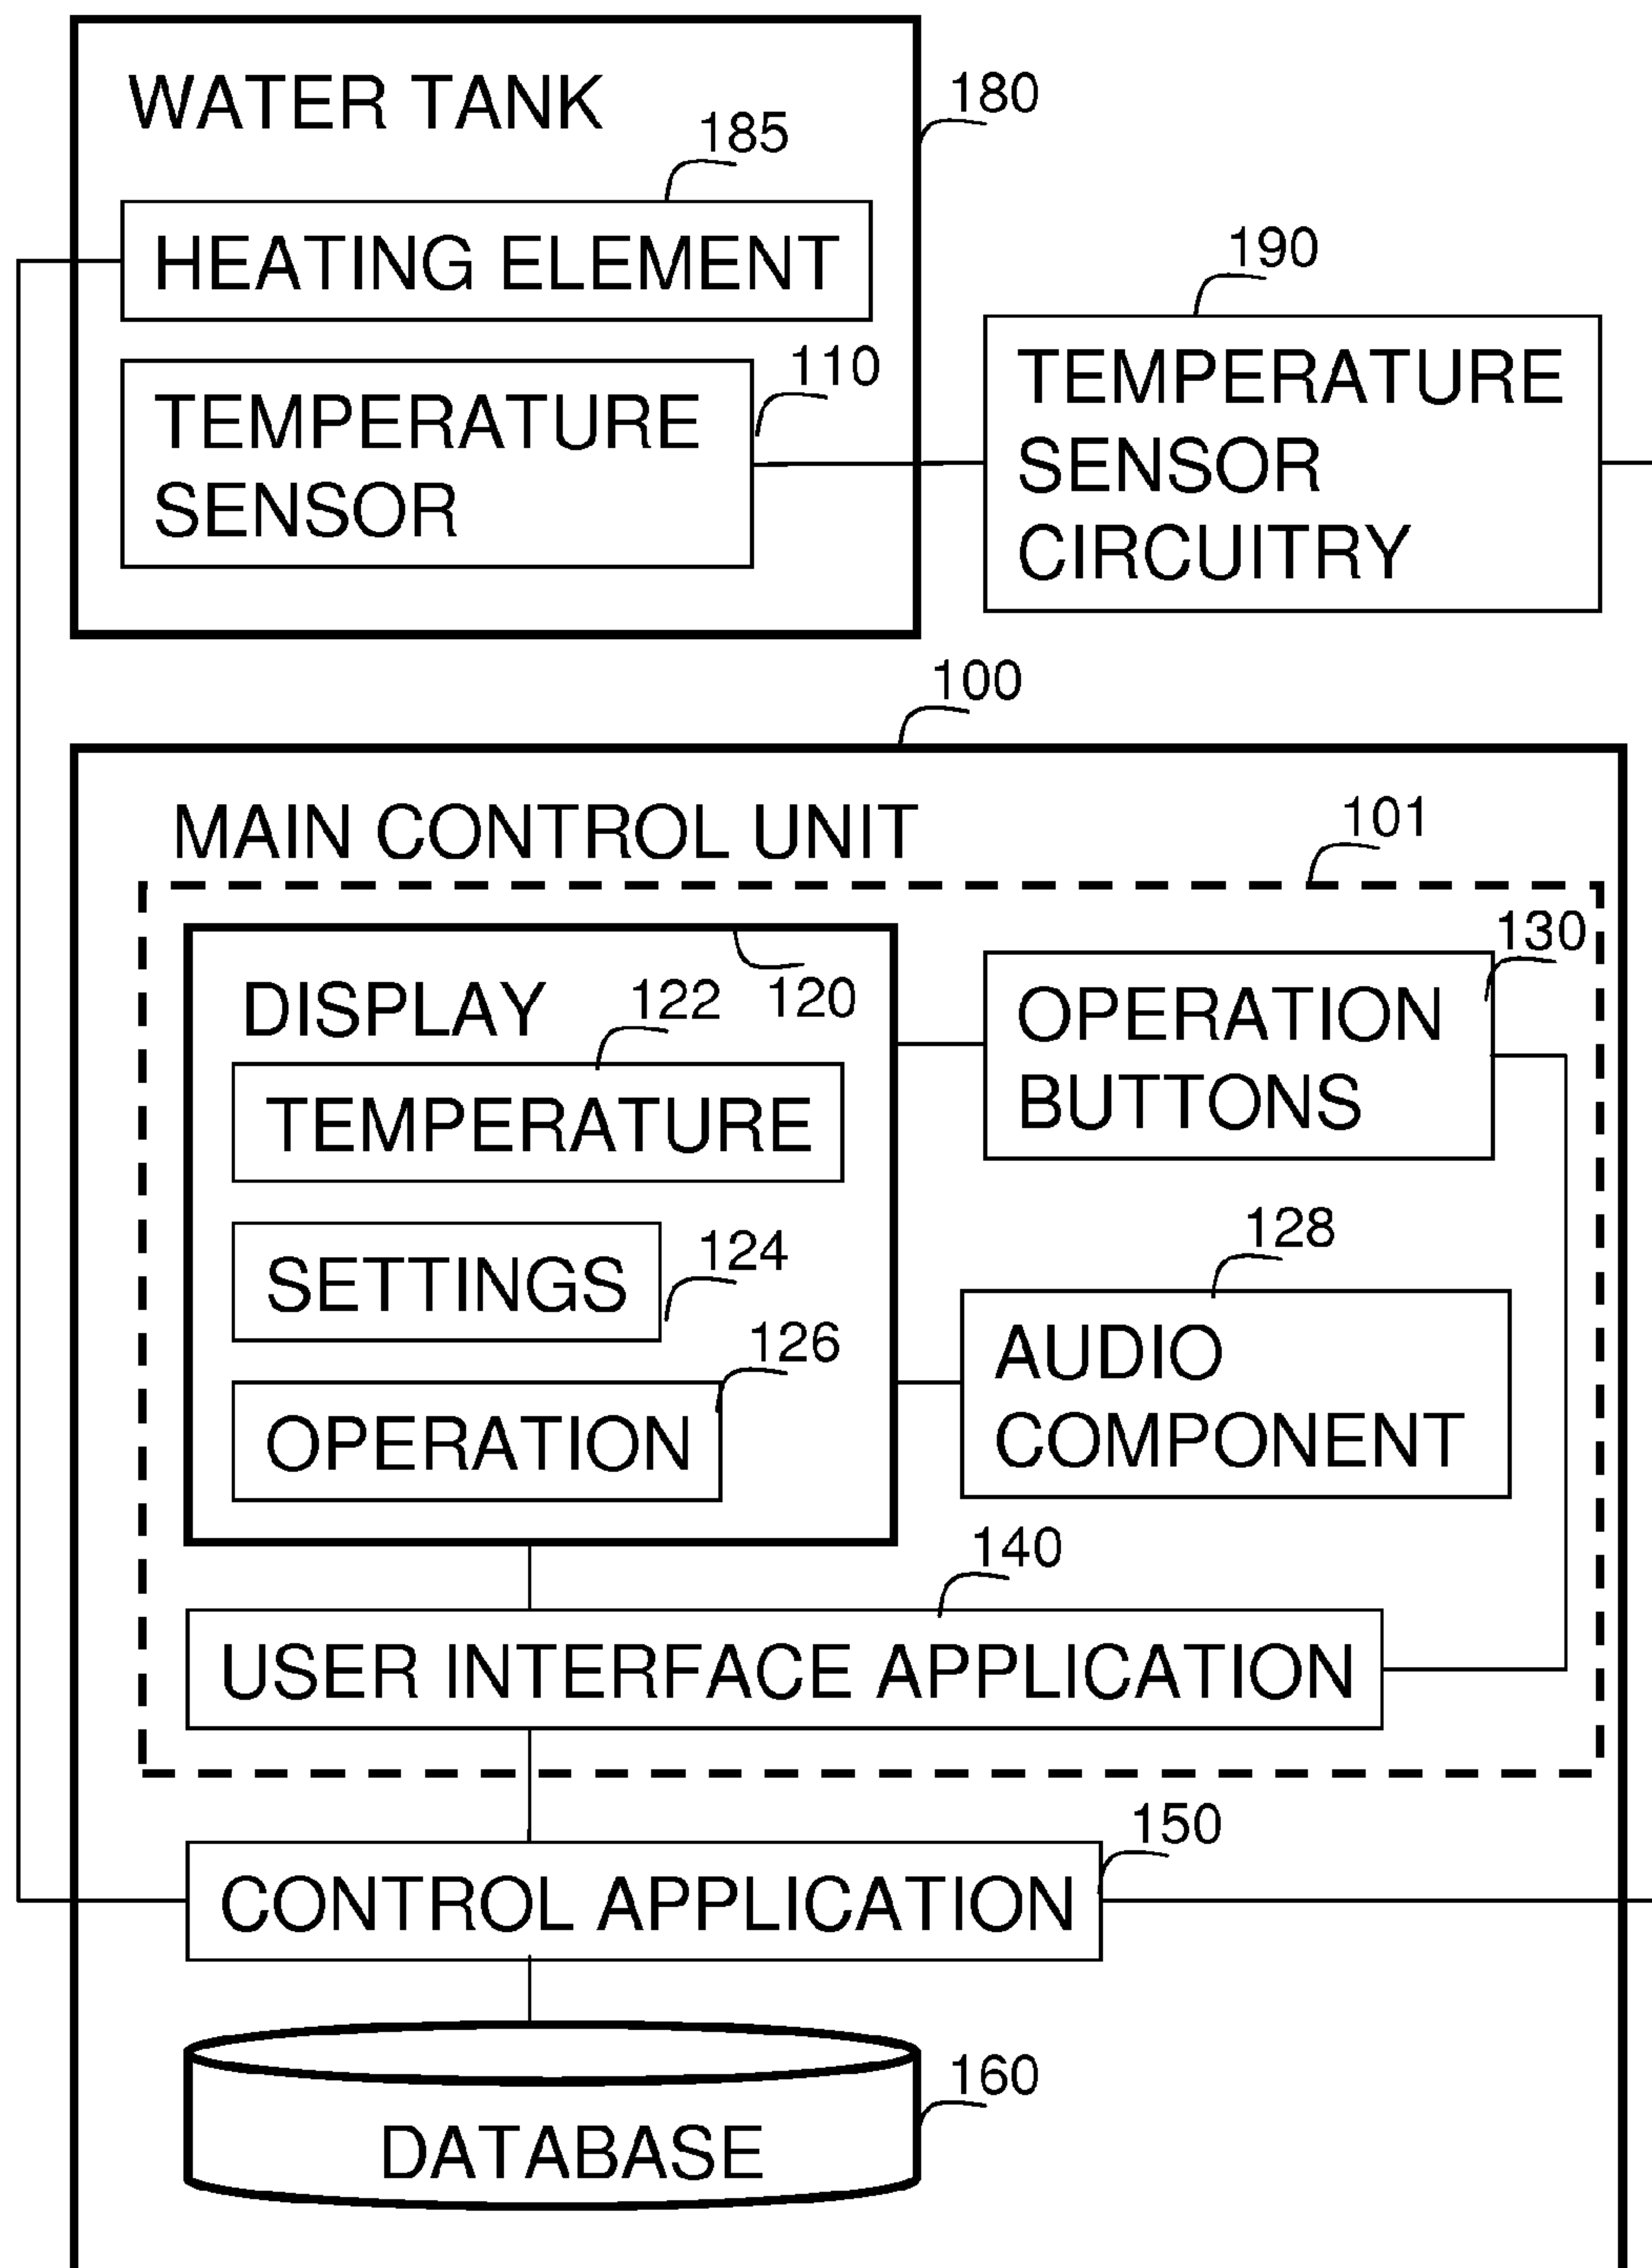 WATER TANK
180
185
HEATING ELEMENT
190
110
TEMPERATURE
SENSOR
TEMPERATURE
SENSOR
CIRCUITRY
100
MAIN CONTROL UNIT
101
130
DISPLAY
122
120
OPERATION
BUTTONS
TEMPERATURE
124
SETTINGS
128
126
OPERATION
AUDIO
COMPONENT
140
USER INTERFACE APPLICATION
150
CONTROL APPLICATION
160
DATABASE